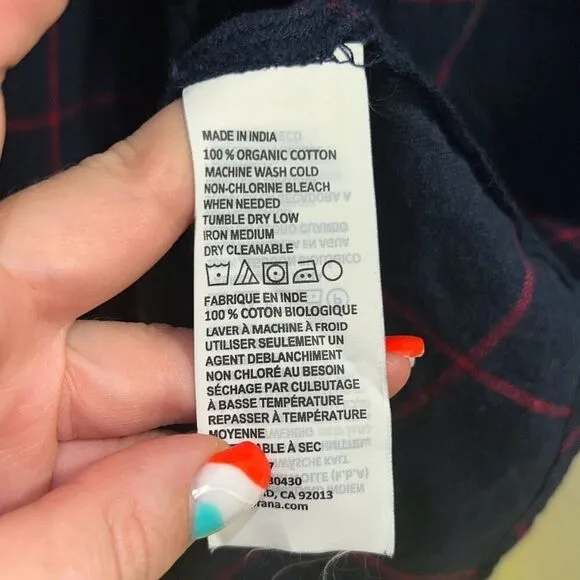 MADE IN INDIA
100 % ORGANIC COTTON
MACHINE WASH COLD
NON-CHLORINE BLEACH
WHEN NEEDED
TUMBLE DRY LOW
IRON MEDIUM
DRY CLEANABLE
FABRIQUE EN INDE
100 % COTON BIOLOGIQUE
LAVER À MACHINE À FROID
UTILISER SEULEMENT UN
AGENT DEBLANCHIMENT
NON CHLORÉ AU BESOIN
SÉCHAGE PAR CULBUTAGE
À BASSE TEMPÉRATURE
REPASSER À TEMPÉRATURE
MOYENNE
À SEC
CA 92013